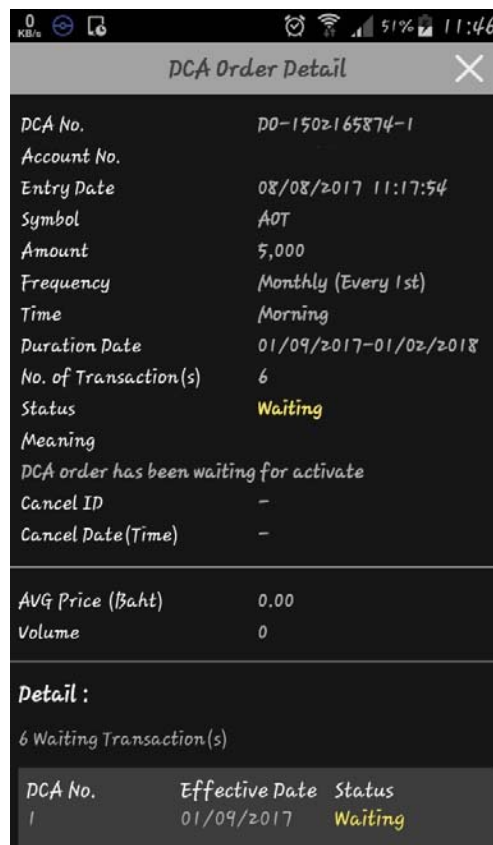 0 KB/s 51% 11:46
DCA Order Detail
DCA No. DO-1502165874-1
Account No.
Entry Date 08/08/2017 11:17:54
Symbol AOT
Amount 5,000
Frequency Monthly (Every 1st)
Time Morning
Duration Date 01/09/2017-01/02/2018
No. of Transaction(s) 6
Status Waiting
Meaning
DCA order has been waiting for activate
Cancel ID -
Cancel Date(Time) -
AVG Price (Baht) 0.00
Volume 0
Detail :
6 Waiting Transaction(s)
DCA No. Effective Date Status
1 01/09/2017 Waiting